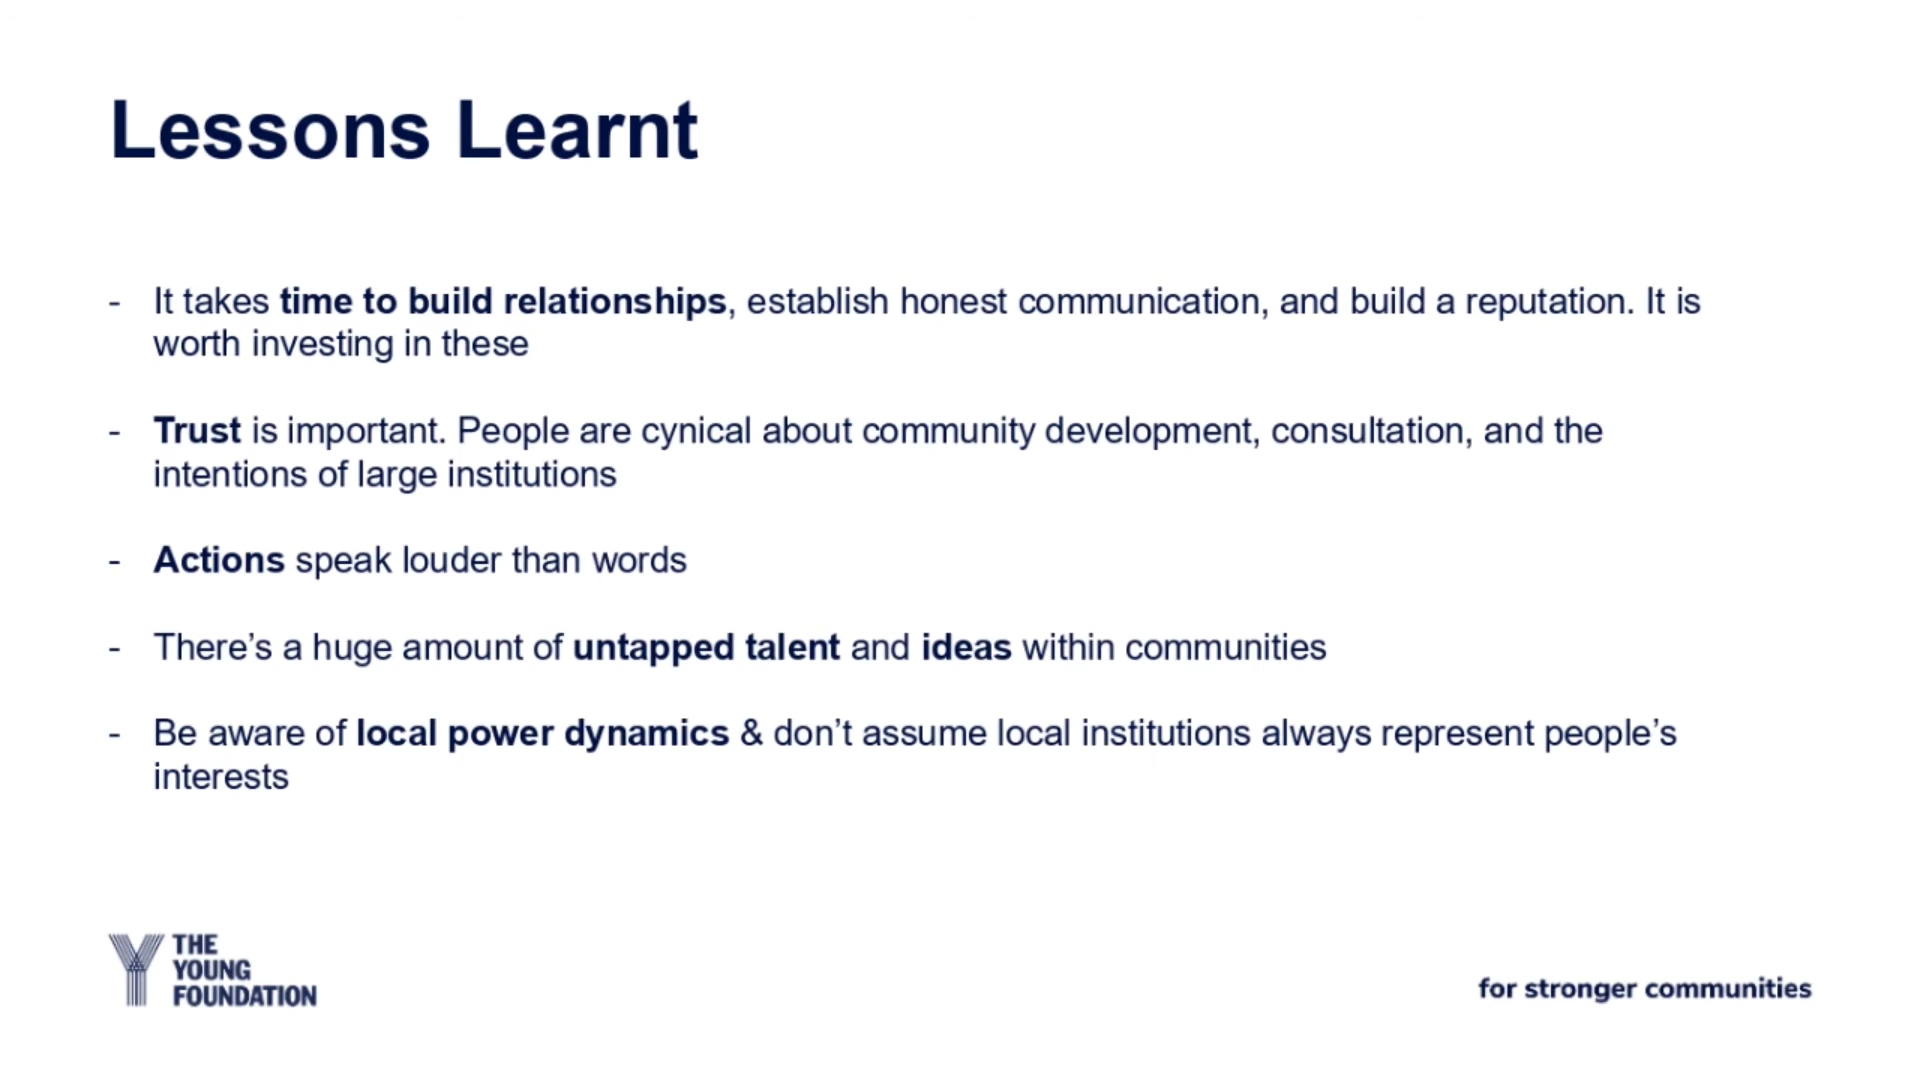 Lessons Learnt
- It takes time to build relationships, establish honest communication, and build a reputation. It is
worth investing in these
- Trust is important. People are cynical about community development, consultation, and the
intentions of large institutions
- Actions speak louder than words
- There’s a huge amount of untapped talent and ideas within communities
- Be aware of local power dynamics & don’t assume local institutions always represent people’s
interests
THE
YOUNG
FOUNDATION
for stronger communities